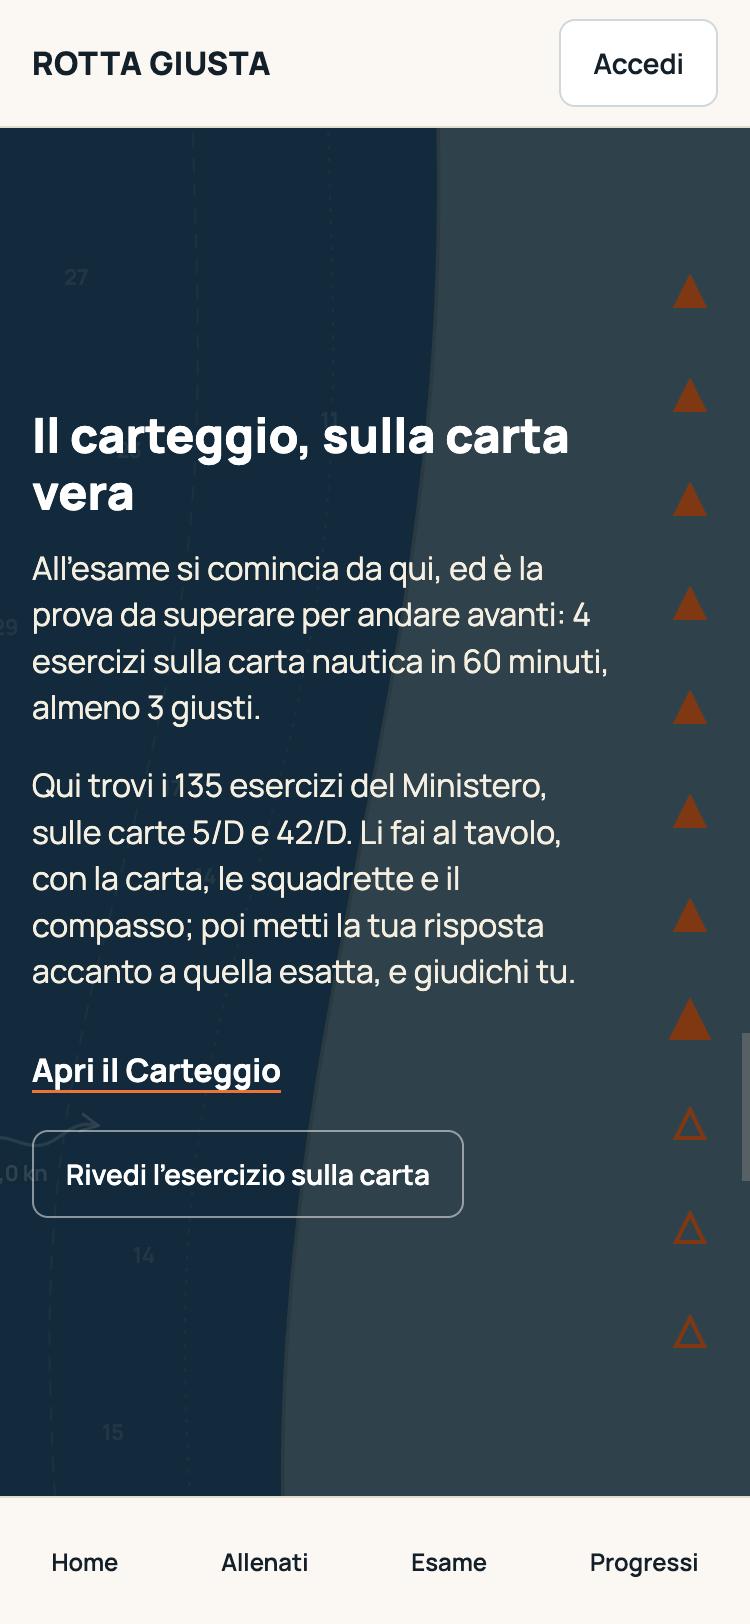 ROTTA GIUSTA
Accedi
27
11
Il carteggio, sulla carta
vera
All'esame si comincia da qui, ed è la
29
prova da superare per andare avanti: 4
esercizi sulla carta nautica in 60 minuti,
almeno 3 giusti.
Qui trovi i 135 esercizi del Ministero,
sulle carte 5/D e 42/D. Li fai al tavolo,
con la carta, le squadrette e il
compasso; poi metti la tua risposta
accanto a quella esatta, e giudichi tu.
Apri il Carteggio
,0 kn
Rivedi l'esercizio sulla carta
14
15
Home
Allenati
Esame
Progressi